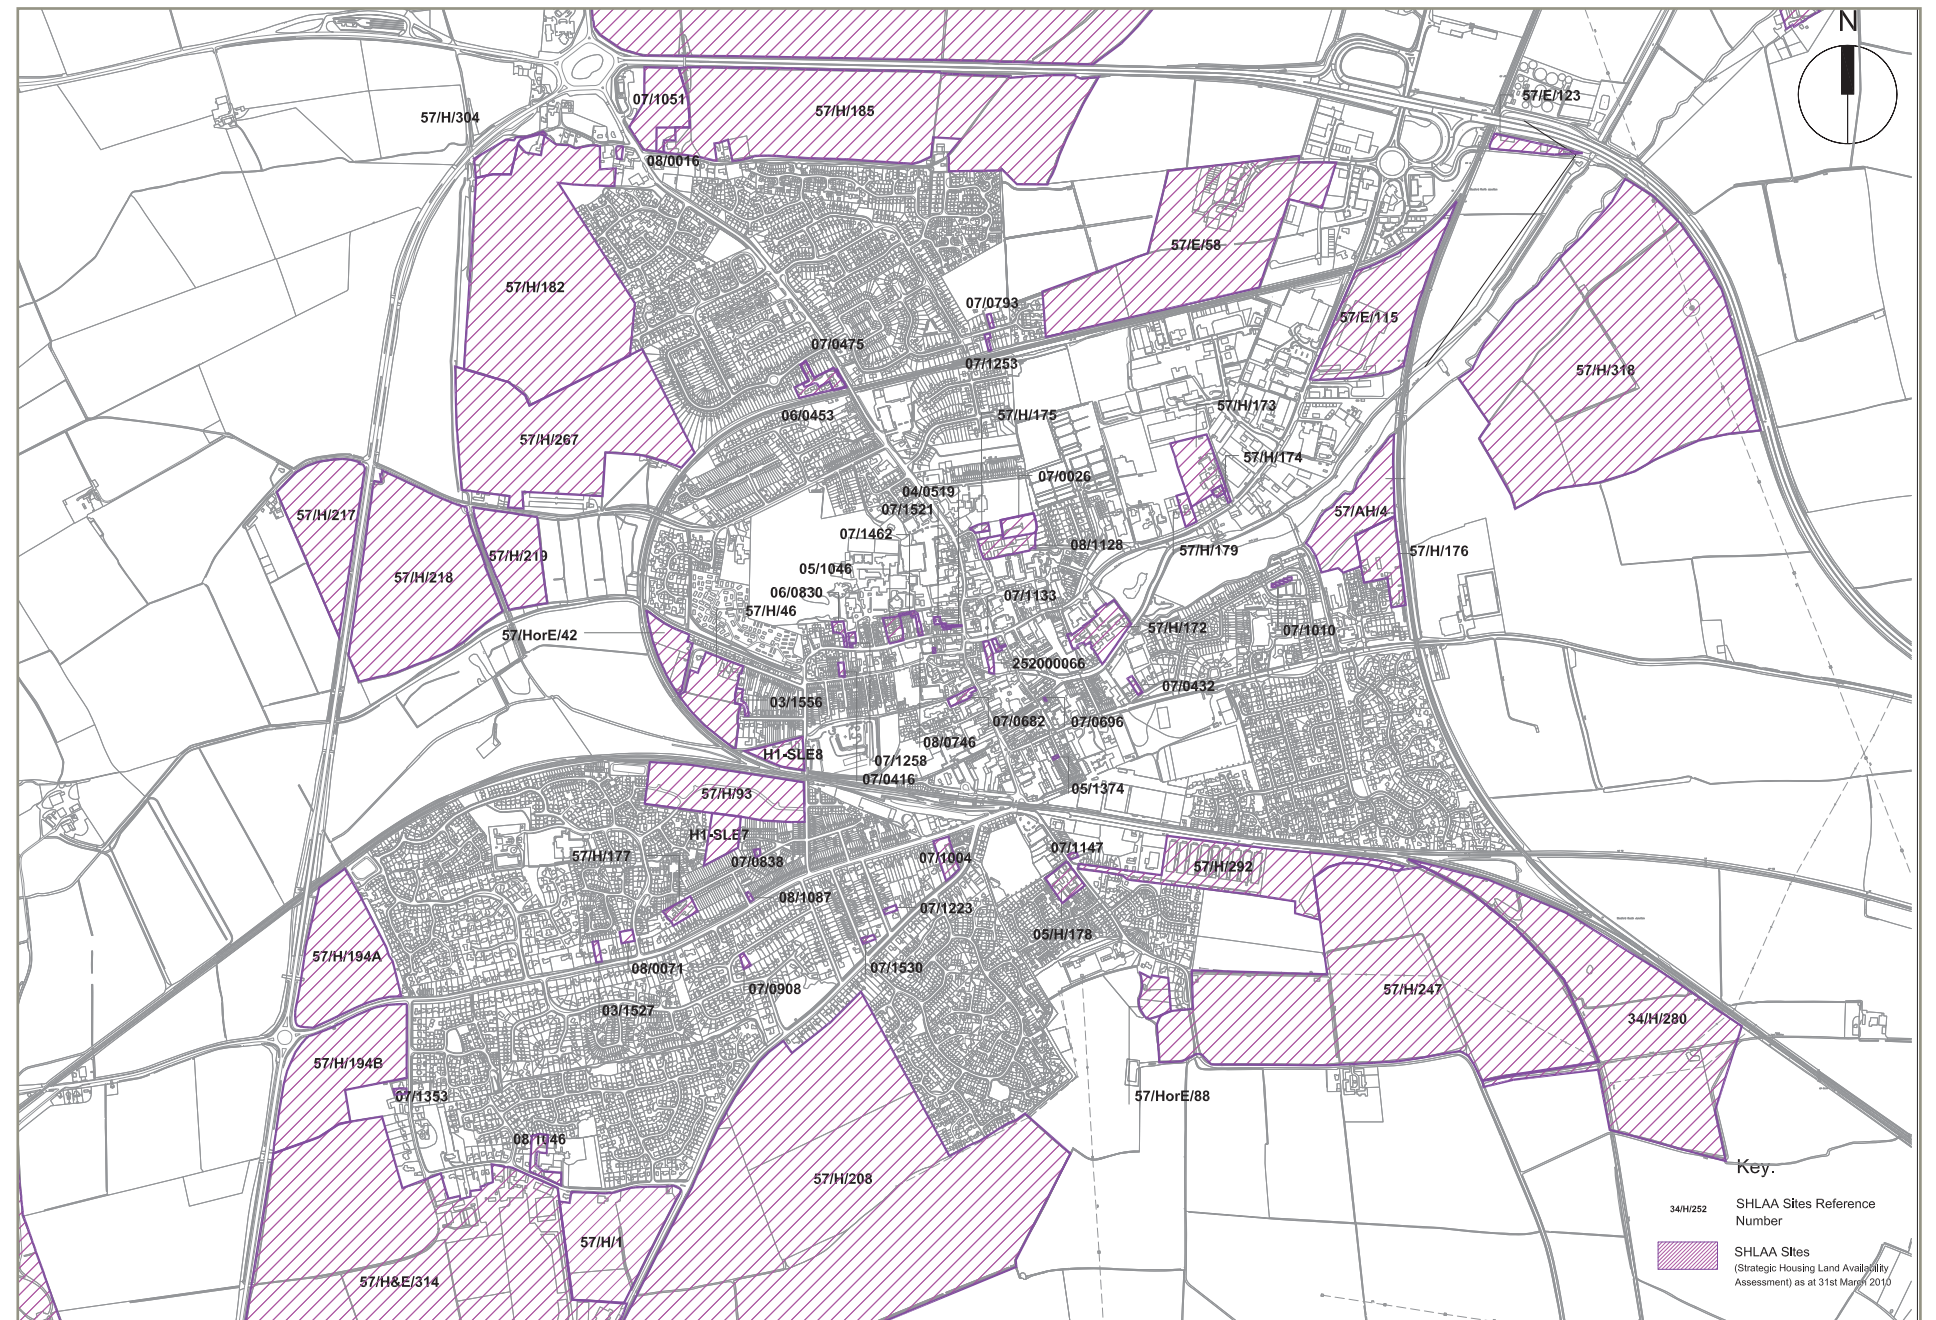 N
57/E/123
07/1051
57/H/185
57/H/304
08/0016
57/E/58
57/H/182
07/0793
57/E/115
07/0475
07/1253
57/H/318
57/H/173
06/0453
57/H/175
57/H/267
57/H/174
07/0026
04/0519
57/H/217
07/1521
57/AH/4
07/1462
08/1128
57/H/179
57/H/176
57/H/219
05/1046
57/H/218
06/0830
07/1133
57/H/46
57/HorE/42
57/H/172
07/1010
252000066
07/0432
03/1556
07/0682
07/0696
08/0746
H1-SLE8
07/1258
07/0416
05/1374
57/H/93
H1-SLE7
07/1147
57/H/177
07/0838
07/1004
57/H/292
08/1087
07/1223
05/H/178
57/H/194A
08/0071
07/1530
07/0908
57/H/247
03/1527
34/H/280
57/H/194B
07/1353
57/HorE/88
08/1046
57/H/208
57/H/1
57/H&E/314
Key:
34/H/252
SHLAA Sites Reference
Number
SHLAA SItes
(Strategic Housing Land Availability
Assessment) as at 31st March 2010